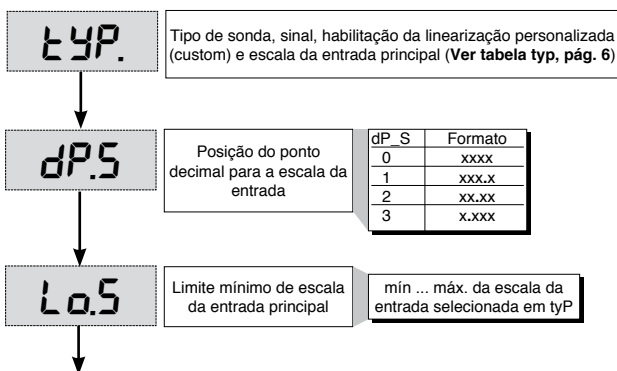 tYP.
Tipo de sonda, sinal, habilitação da linearização personalizada
(custom) e escala da entrada principal (Ver tabela typ, pág. 6)
dP.S
Posição do ponto
decimal para a escala da
entrada
dP_S Formato
0 xxxx
1 xxx.x
2 xx.xx
3 x.xxx
Lo.S
Limite mínimo de escala
da entrada principal
mín ... máx. da escala da
entrada selecionada em tyP